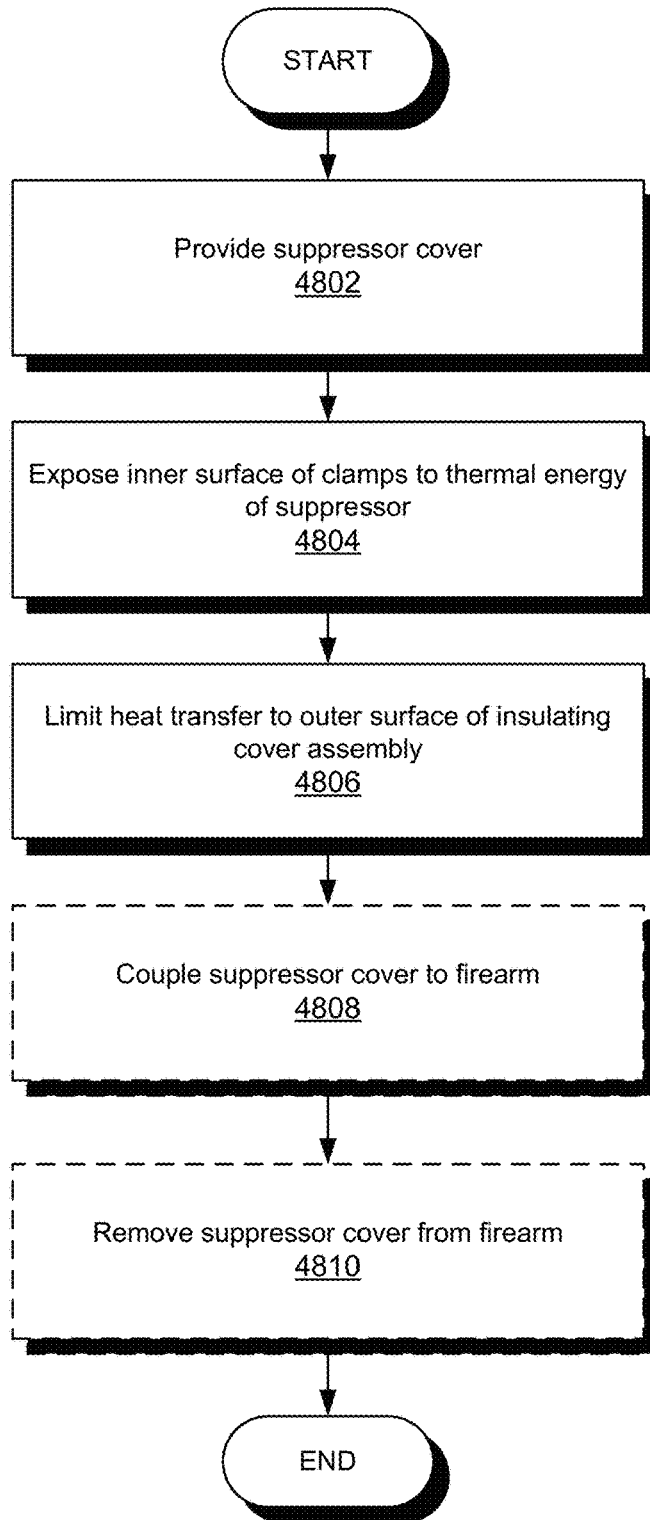 START
Provide suppressor cover
4802
Expose inner surface of clamps to thermal energy
of suppressor
4804
Limit heat transfer to outer surface of insulating
cover assembly
4806
Couple suppressor cover to firearm
4808
Remove suppressor cover from firearm
4810
END